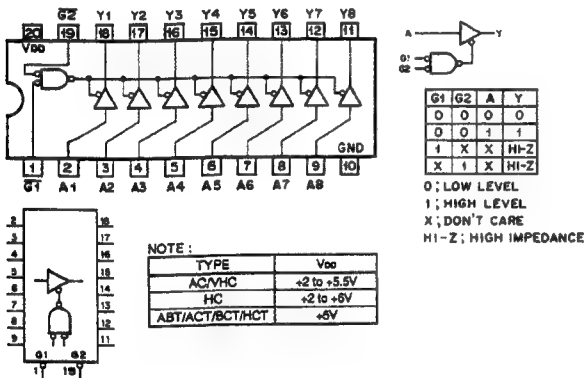 G2 Y1 Y2 Y3 Y4 Y5 Y6 Y7 Y8
20 19 18 17 16 15 14 13 12 11
VDD
GND
1 2 3 4 5 6 7 8 9 10
G1 A1 A2 A3 A4 A5 A6 A7 A8
A Y
G1
G2
G1 G2 A Y
0 0 0 0
0 0 1 1
1 X X HI-Z
X 1 X HI-Z
0; LOW LEVEL
1; HIGH LEVEL
X; DON'T CARE
HI-Z; HIGH IMPEDANCE
2 18
3 17
4 16
5 15
6 14
7 13
8 12
9 11
G1 G2
1 19
NOTE :
TYPE VDD
AC/VHC +2 to +5.5V
HC +2 to +6V
ABT/ACT/BCT/HCT +5V